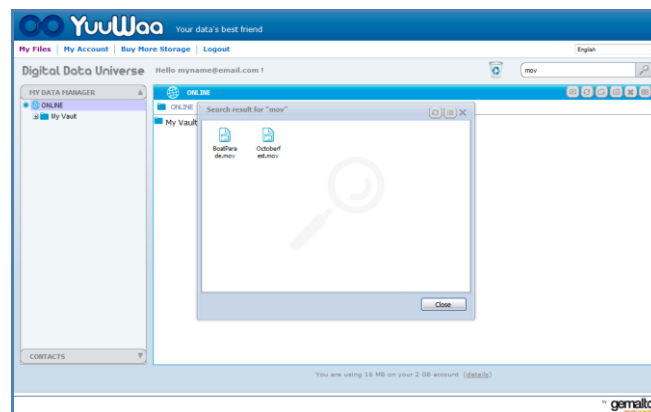 YuuWaa Your data's best friend
My Files | My Account | Buy More Storage | Logout
English
Digital Data Universe Hello myname@email.com !
mov
MY DATA MANAGER
ONLINE
My Vault
ONLINE
ONLINE
My Vault
Search result for "mov"
BoatPara
de.mov
Octoberf
est.mov
Close
CONTACTS
You are using 16 MB on your 2 GB account (details)
gemalto